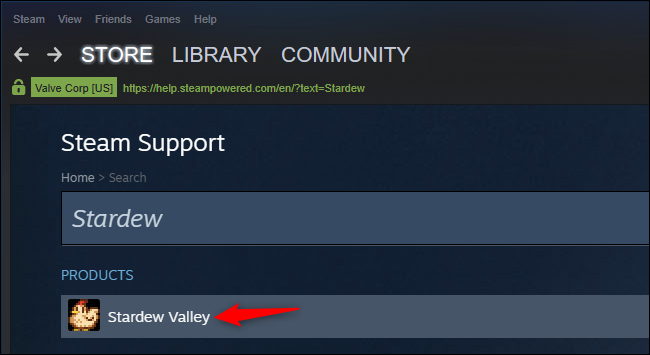 Steam View Friends Games Help
← → STORE LIBRARY COMMUNITY
Valve Corp [US] https://help.steampowered.com/en/?text=Stardew
Steam Support
Home > Search
Stardew
PRODUCTS
Stardew Valley